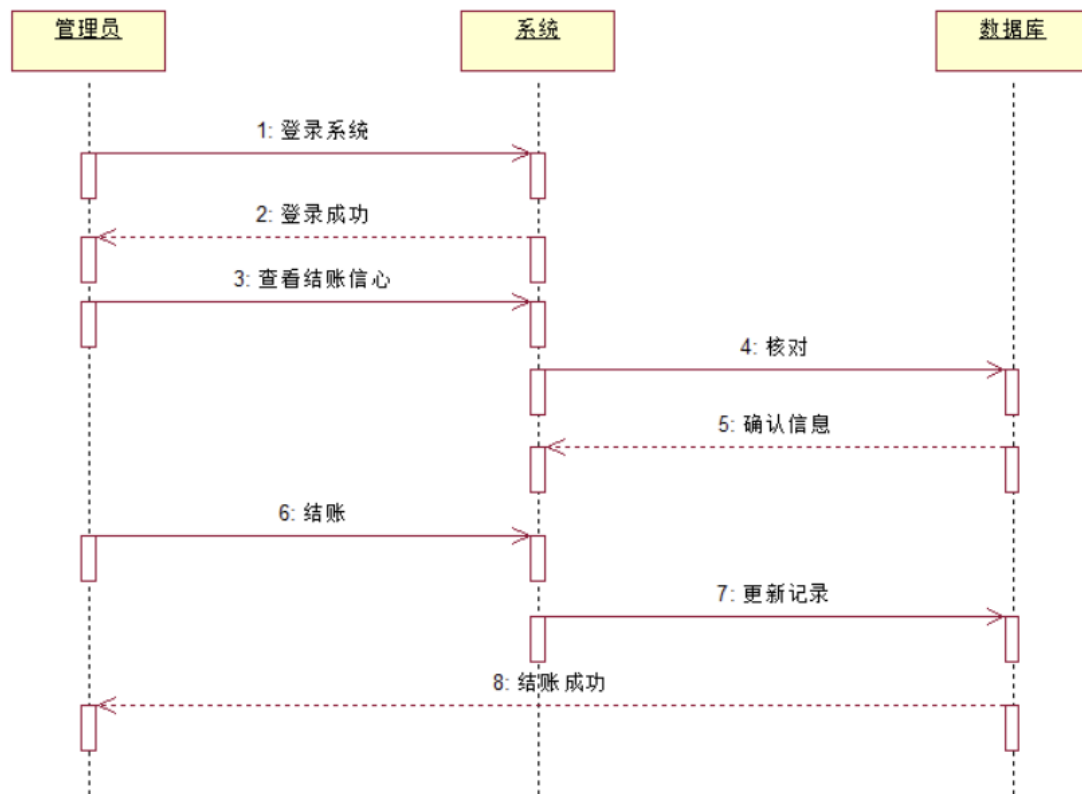 管理员
系统
数据库
1: 登录系统
2: 登录成功
3: 查看结账信心
4: 核对
5: 确认信息
6: 结账
7: 更新记录
8: 结账成功